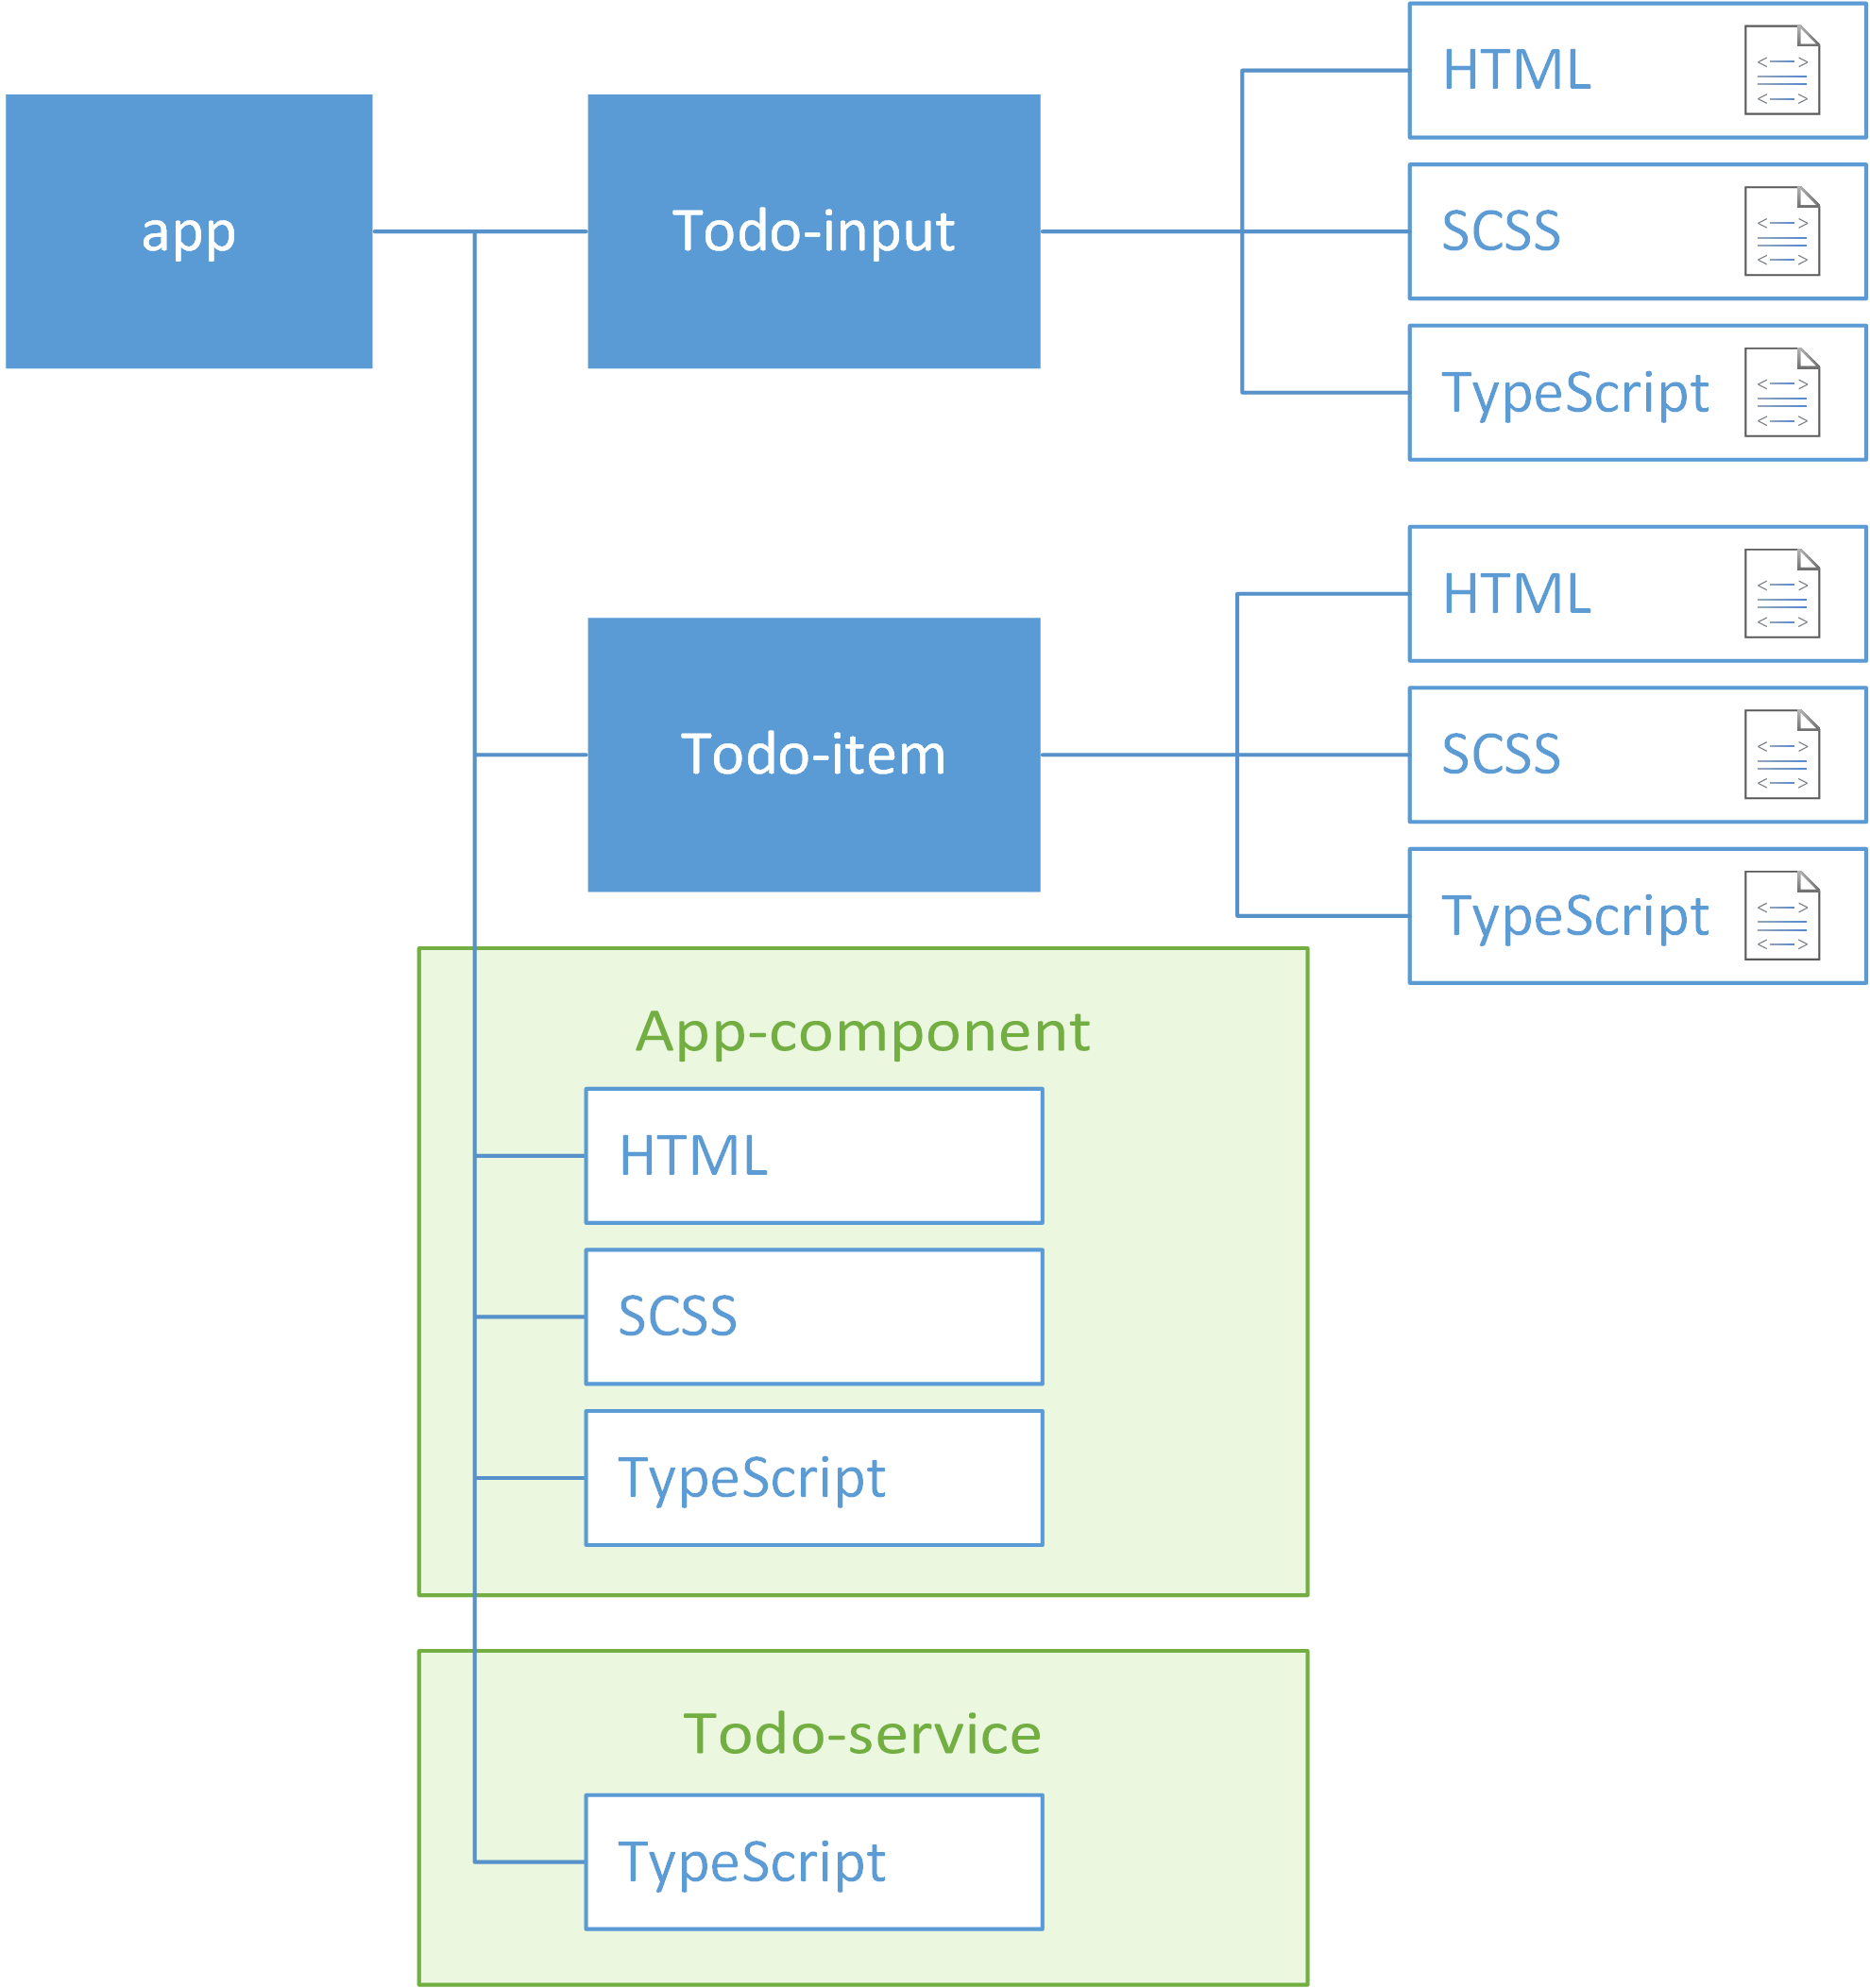 app
Todo-input
HTML
SCSS
TypeScript
Todo-item
HTML
SCSS
TypeScript
App-component
HTML
SCSS
TypeScript
Todo-service
TypeScript